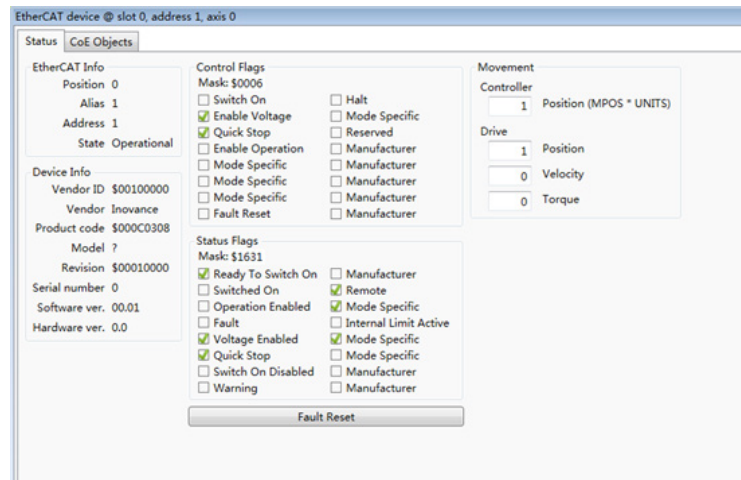 EtherCAT device @ slot 0, address 1, axis 0
Status CoE Objects
EtherCAT Info
Position 0
Alias 1
Address 1
State Operational
Device Info
Vendor ID $00100000
Vendor Inovance
Product code $000C0308
Model ?
Revision $00010000
Serial number 0
Software ver. 00.01
Hardware ver. 0.0
Control Flags
Mask: $0006
Switch On Halt
Enable Voltage Mode Specific
Quick Stop Reserved
Enable Operation Manufacturer
Mode Specific Manufacturer
Mode Specific Manufacturer
Mode Specific Manufacturer
Fault Reset Manufacturer
Status Flags
Mask: $1631
Ready To Switch On Manufacturer
Switched On Remote
Operation Enabled Mode Specific
Fault Internal Limit Active
Voltage Enabled Mode Specific
Quick Stop Mode Specific
Switch On Disabled Manufacturer
Warning Manufacturer
Fault Reset
Movement
Controller
1 Position (MPOS * UNITS)
Drive
1 Position
0 Velocity
0 Torque